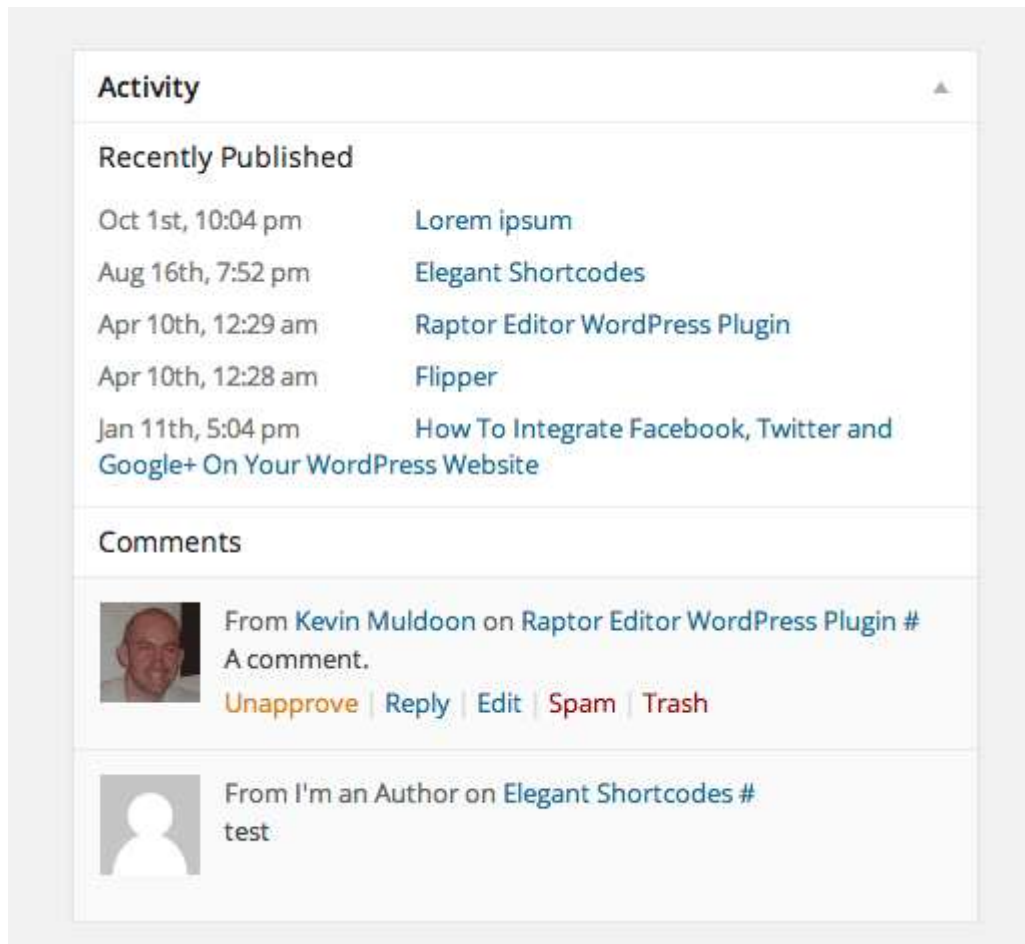 Activity
Recently Published
Oct 1st, 10:04 pm Lorem ipsum
Aug 16th, 7:52 pm Elegant Shortcodes
Apr 10th, 12:29 am Raptor Editor WordPress Plugin
Apr 10th, 12:28 am Flipper
Jan 11th, 5:04 pm How To Integrate Facebook, Twitter and
Google+ On Your WordPress Website
Comments
From Kevin Muldoon on Raptor Editor WordPress Plugin #
A comment.
Unapprove | Reply | Edit | Spam | Trash
From I'm an Author on Elegant Shortcodes #
test